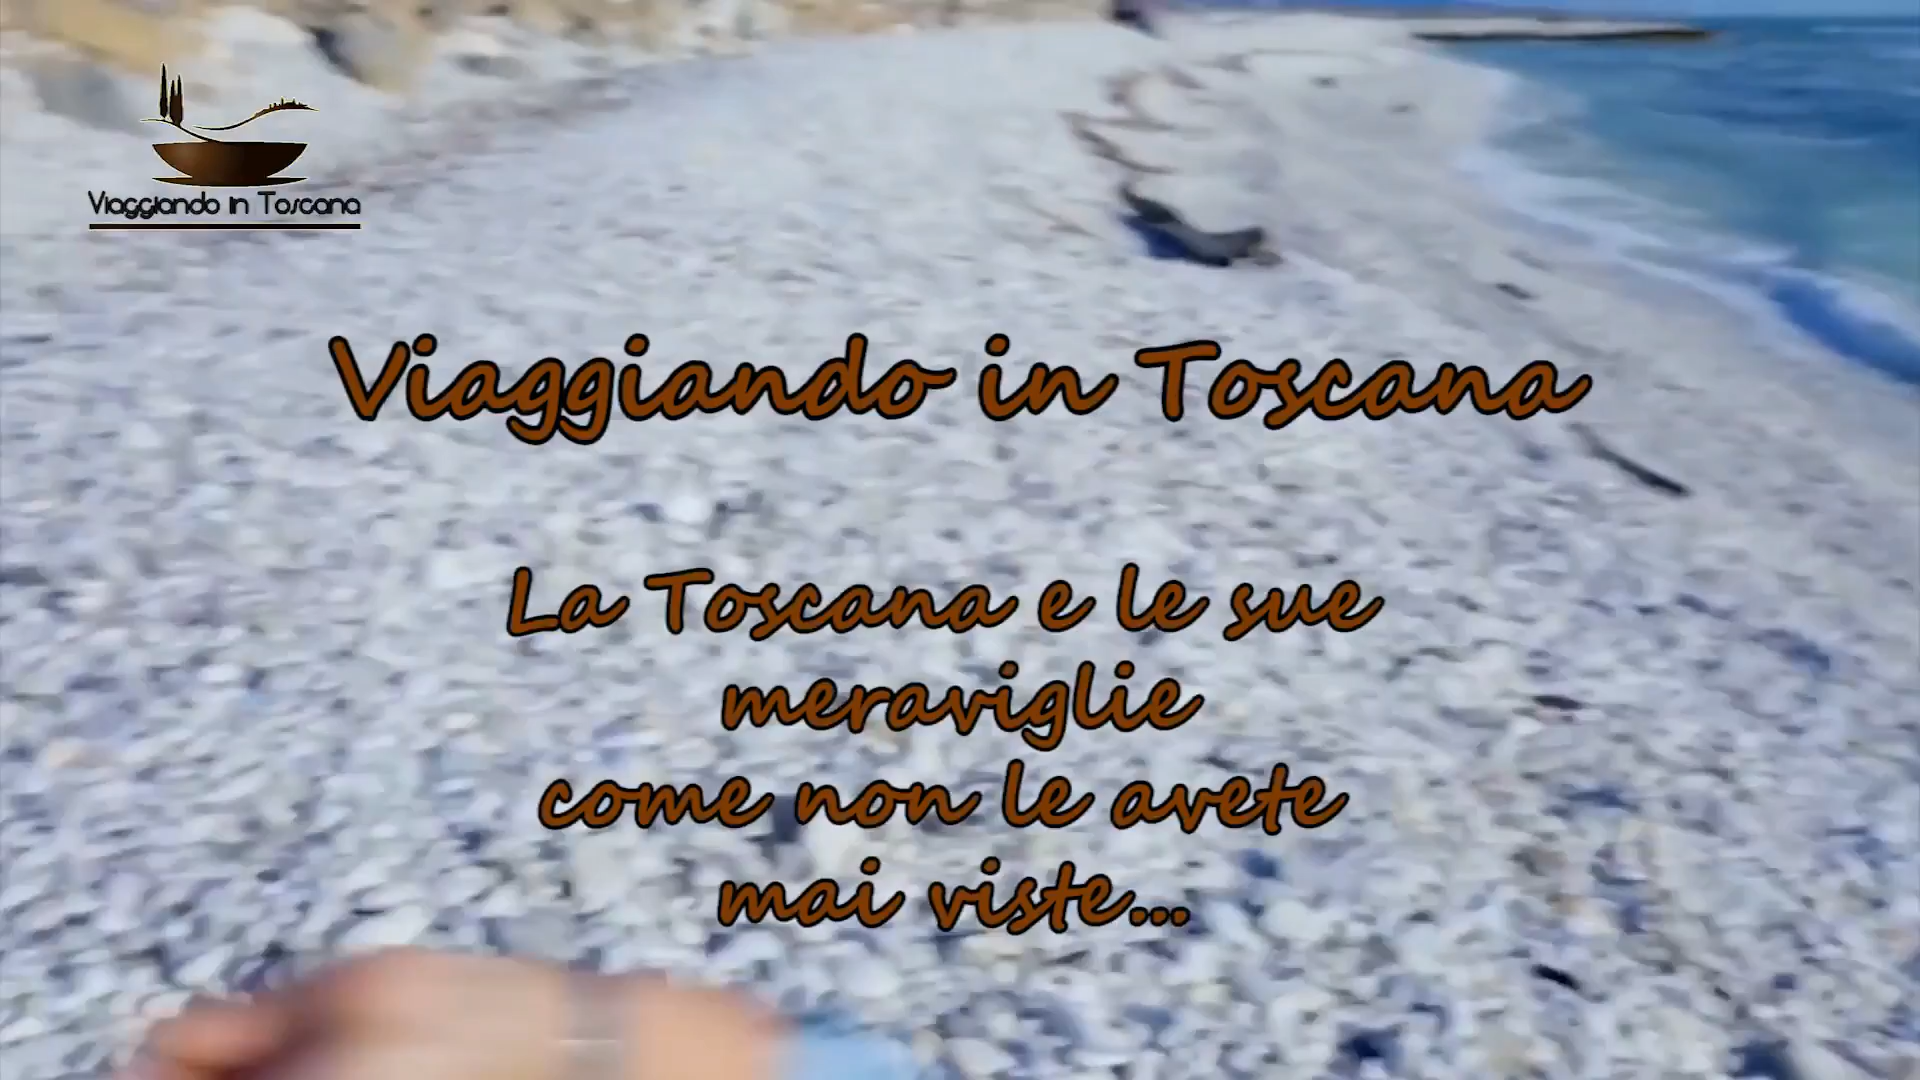 Viaggiando in Toscana
Viaggiando in Toscana
La Toscana e le sue
meraviglie
come non le avete
mai viste...